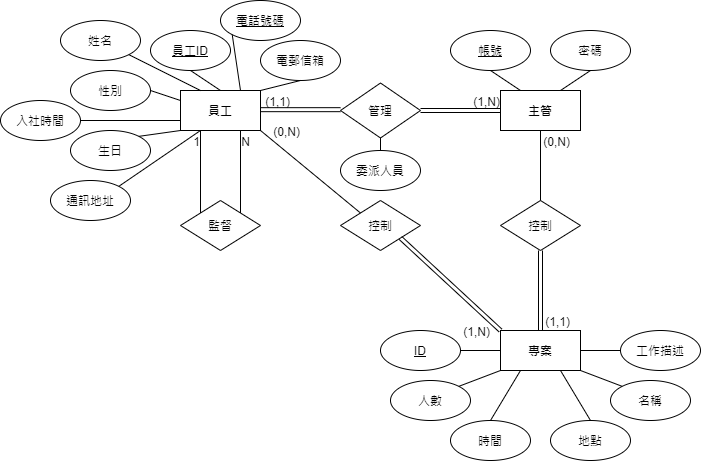 電話號碼
姓名
員工ID
帳號
密碼
電郵信箱
性別
員工
(1,1)
管理
(1,N)
主管
入社時間
(0,N)
生日
1
N
(0,N)
委派人員
通訊地址
監督
控制
控制
(1,N)
(1,1)
ID
專案
工作描述
人數
名稱
時間
地點